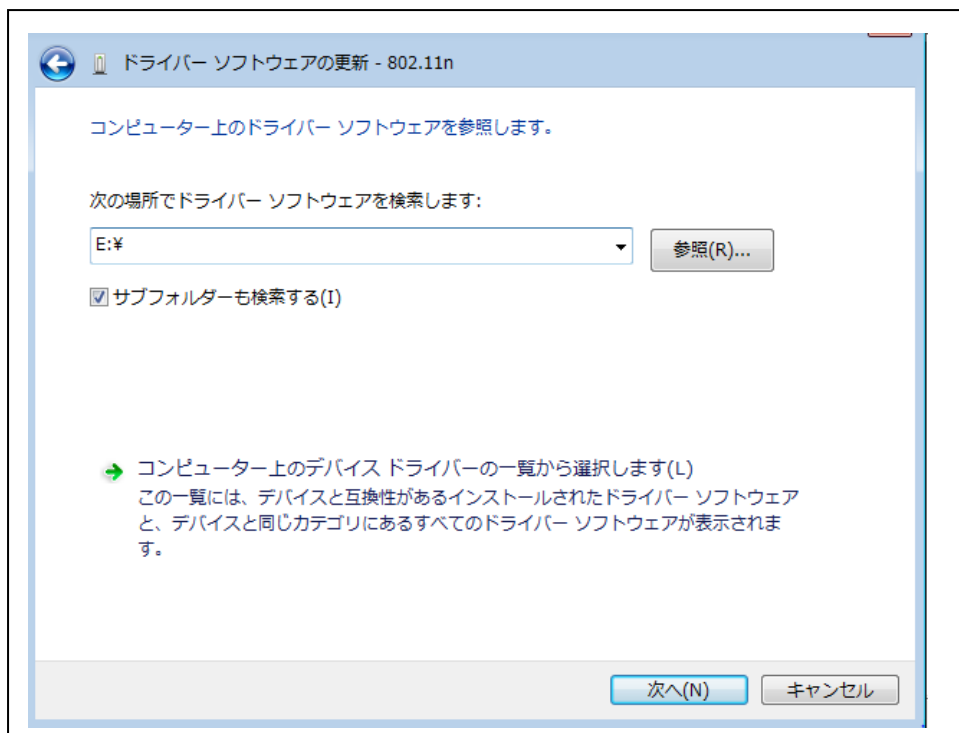 ドライバー ソフトウェアの更新 - 802.11n
コンピューター上のドライバー ソフトウェアを参照します。
次の場所でドライバー ソフトウェアを検索します:
E:¥
参照(R)...
サブフォルダーも検索する(I)
コンピューター上のデバイス ドライバーの一覧から選択します(L)
この一覧には、デバイスと互換性があるインストールされたドライバー ソフトウェア
と、デバイスと同じカテゴリにあるすべてのドライバー ソフトウェアが表示されま
す。
次へ(N)
キャンセル